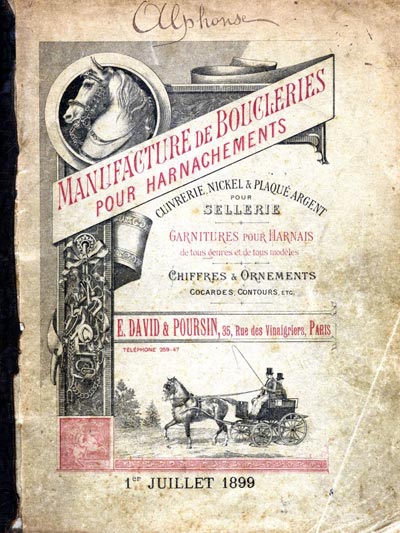 Alphonse
MANUFACTURE DE BOUCLERIES
POUR HARNACHEMENTS
CUIVRERIE, NICKEL & PLAQUÉ ARGENT
POUR
SELLERIE
GARNITURES POUR HARNAIS
de tous genres et de tous modèles
CHIFFRES & ORNEMENTS
COCARDES, CONTOURS, ETC.
E. DAVID & POURSIN, 36, Rue des Vinaigriers, PARIS
TÉLÉPHONE 259-47
1er JUILLET 1899